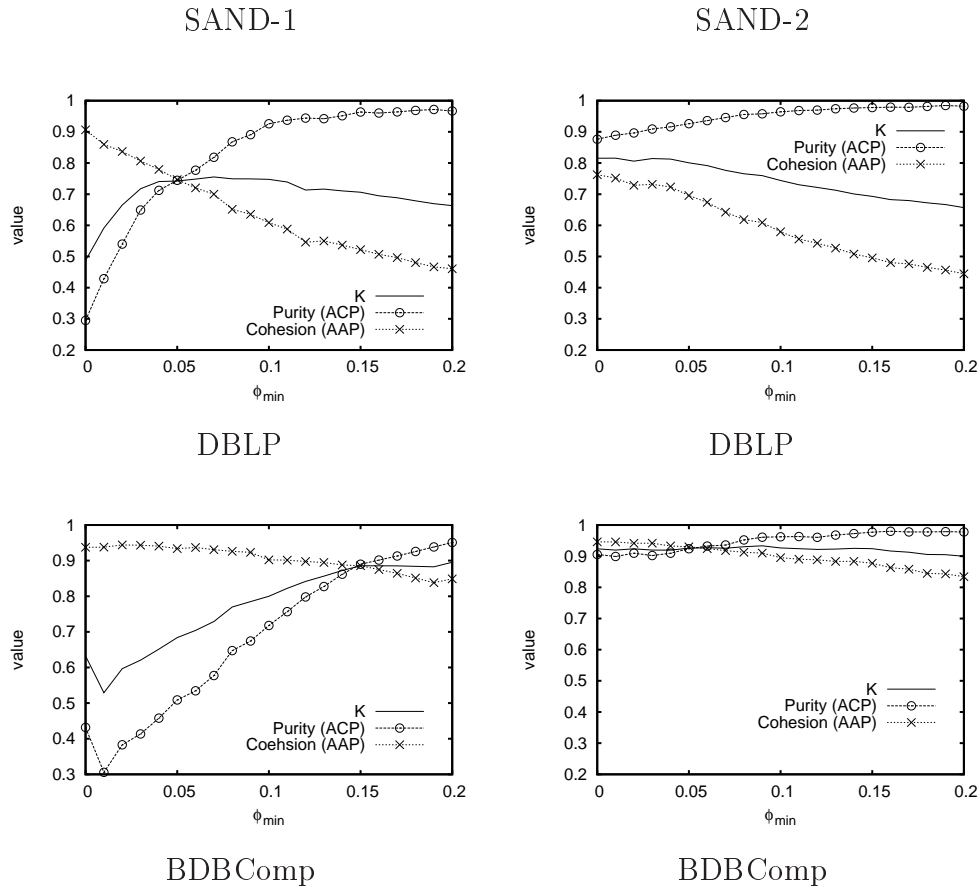 SAND-1
SAND-2
1
0.9
0.8
0.7
0.6
0.5
0.4
0.3
0.2
value
K
Purity (ACP)
Cohesion (AAP)
0 0.05 0.1 0.15 0.2
ϕmin
1
0.9
0.8
0.7
0.6
0.5
0.4
0.3
0.2
value
K
Purity (ACP)
Cohesion (AAP)
0 0.05 0.1 0.15 0.2
ϕmin
DBLP
DBLP
1
0.9
0.8
0.7
0.6
0.5
0.4
0.3
value
K
Purity (ACP)
Coehsion (AAP)
0 0.05 0.1 0.15 0.2
ϕmin
1
0.9
0.8
0.7
0.6
0.5
0.4
0.3
0.2
value
K
Purity (ACP)
Cohesion (AAP)
0 0.05 0.1 0.15 0.2
ϕmin
BDBComp
BDBComp